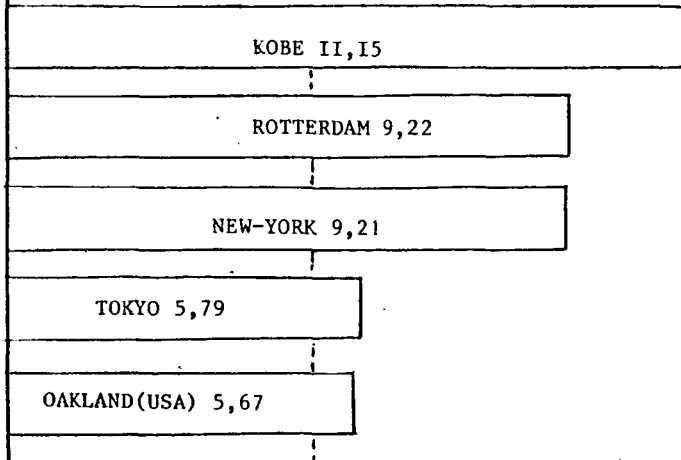 KOBE II,I5
ROTTERDAM 9,22
NEW-YORK 9,21
TOKYO 5,79
OAKLAND(USA) 5,67